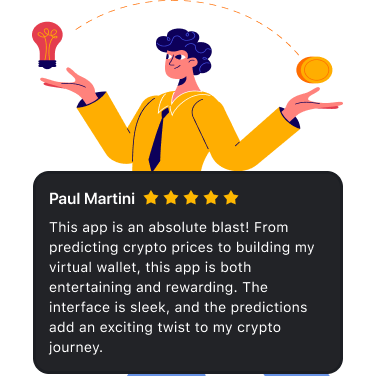 Paul Martini
This app is an absolute blast! From
predicting crypto prices to building my
virtual wallet, this app is both
entertaining and rewarding. The
interface is sleek, and the predictions
add an exciting twist to my crypto
journey.